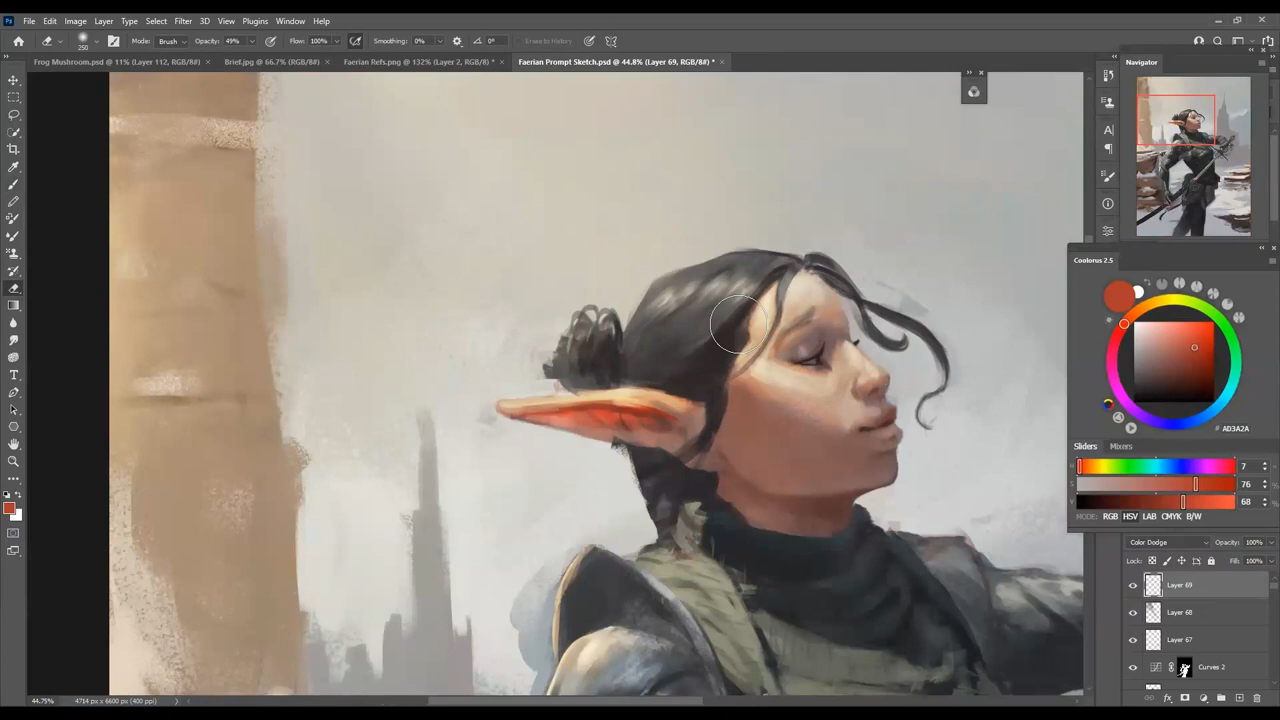 Ps File Edit Image Layer Type Select Filter 3D View Plugins Window Help
250 Mode: Brush Opacity: 49% Flow: 100% Smoothing: 0% 0° Erase to History
Frog Mushroom.psd @ 11% (Layer 112, RGB/8#) × Brief.jpg @ 66.7% (RGB/8#) × Faerian Refs.png @ 132% (Layer 2, RGB/8) * × Faerian Prompt Sketch.psd @ 44.8% (Layer 69, RGB/8#) * ×
Navigator
Coolorus 2.5
# AD3A2A
Sliders Mixers
H 7
S 76
V 68
MODE: RGB HSV LAB CMYK B/W
Color Dodge Opacity: 100%
Lock: Fill: 100%
Layer 69
Layer 68
Layer 67
Curves 2
44.75% 4714 px x 6600 px (400 ppi)